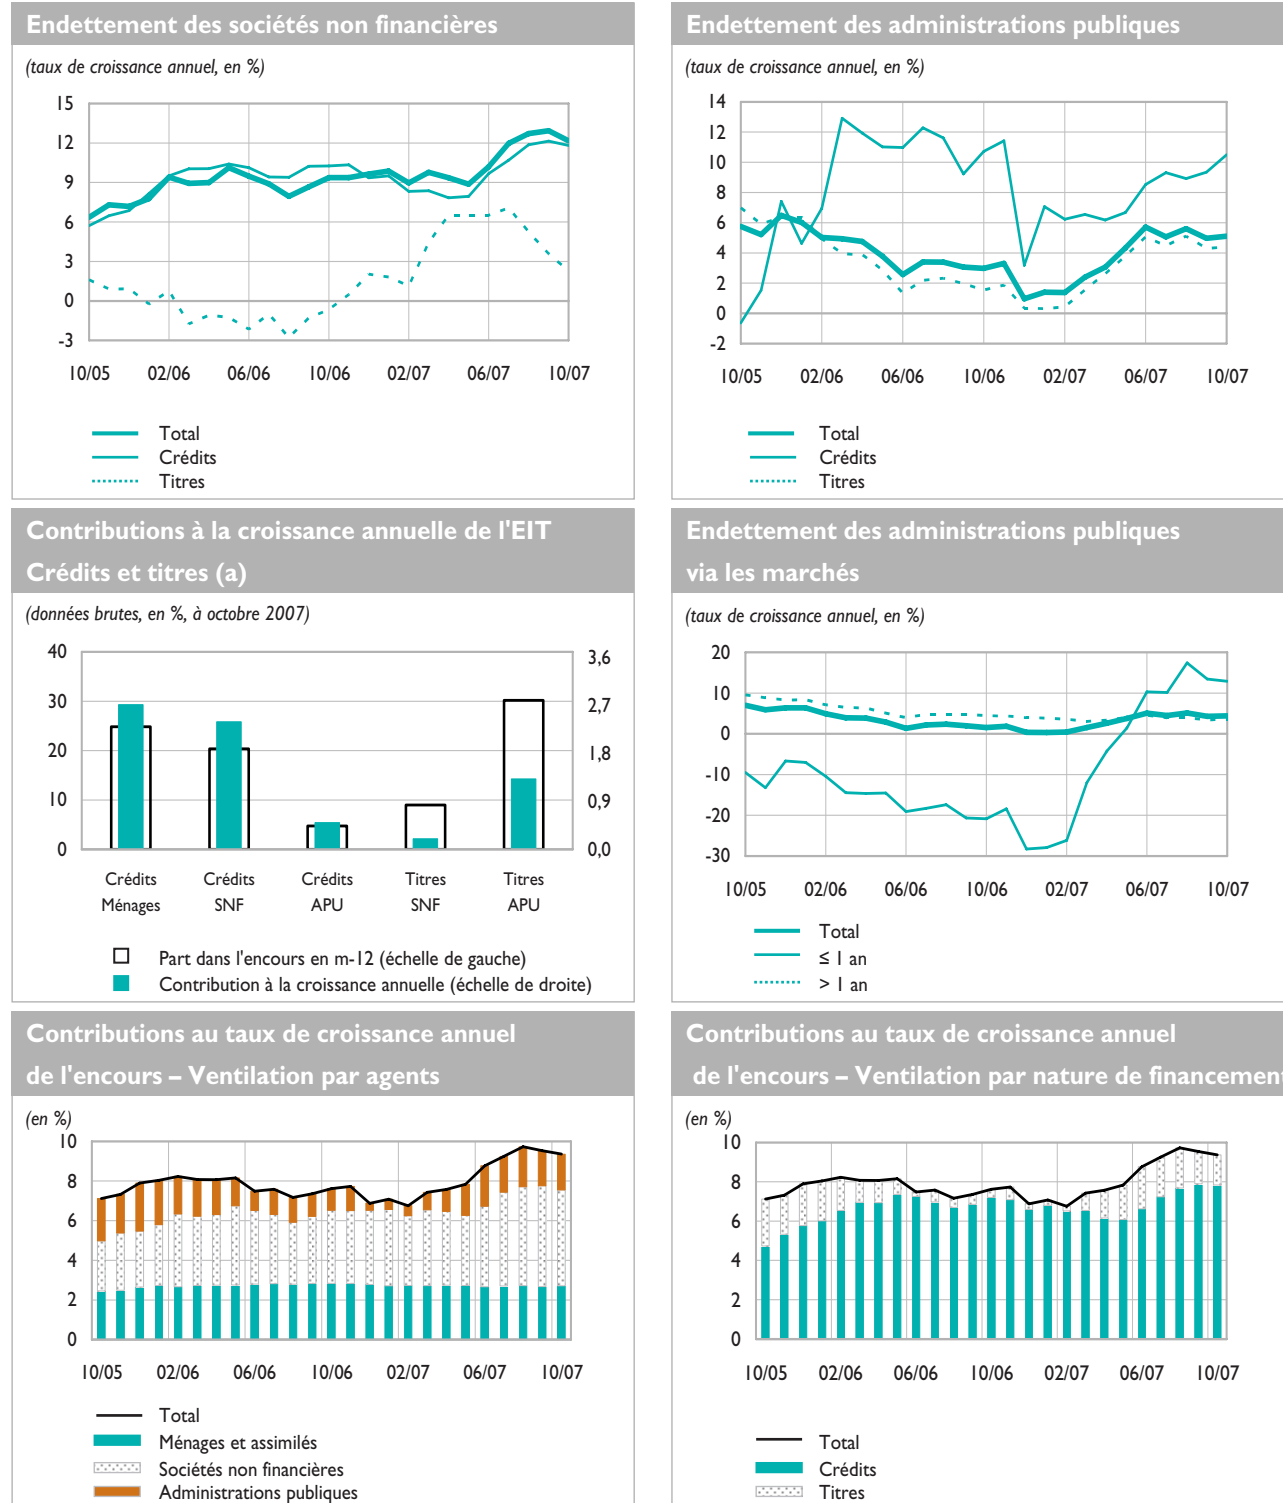 Endettement des sociétés non financières
(taux de croissance annuel, en %)
15
12
9
6
3
0
-3
10/05 02/06 06/06 10/06 02/07 06/07 10/07
Total
Crédits
Titres
Endettement des administrations publiques
(taux de croissance annuel, en %)
14
12
10
8
6
4
2
0
-2
10/05 02/06 06/06 10/06 02/07 06/07 10/07
Total
Crédits
Titres
Contributions à la croissance annuelle de l'EIT
Crédits et titres (a)
(données brutes, en %, à octobre 2007)
40
30
20
10
0
3,6
2,7
1,8
0,9
0,0
Crédits Crédits Crédits Titres Titres
Ménages SNF APU SNF APU
Part dans l'encours en m-12 (échelle de gauche)
Contribution à la croissance annuelle (échelle de droite)
Endettement des administrations publiques
via les marchés
(taux de croissance annuel, en %)
20
10
0
-10
-20
-30
10/05 02/06 06/06 10/06 02/07 06/07 10/07
Total
≤ 1 an
> 1 an
Contributions au taux de croissance annuel
de l'encours – Ventilation par agents
(en %)
10
8
6
4
2
0
10/05 02/06 06/06 10/06 02/07 06/07 10/07
Total
Ménages et assimilés
Sociétés non financières
Administrations publiques
Contributions au taux de croissance annuel
de l'encours – Ventilation par nature de financement
(en %)
10
8
6
4
2
0
10/05 02/06 06/06 10/06 02/07 06/07 10/07
Total
Crédits
Titres